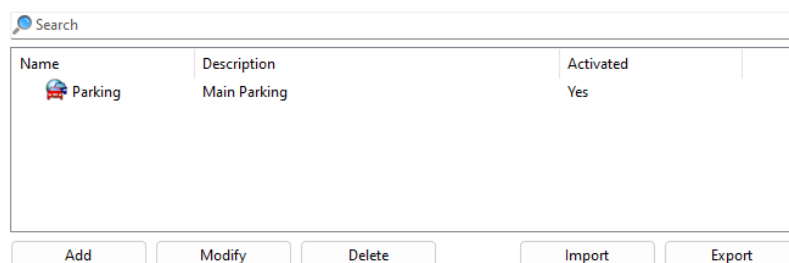 Search
Name Description Activated
Parking Main Parking Yes
Add Modify Delete Import Export